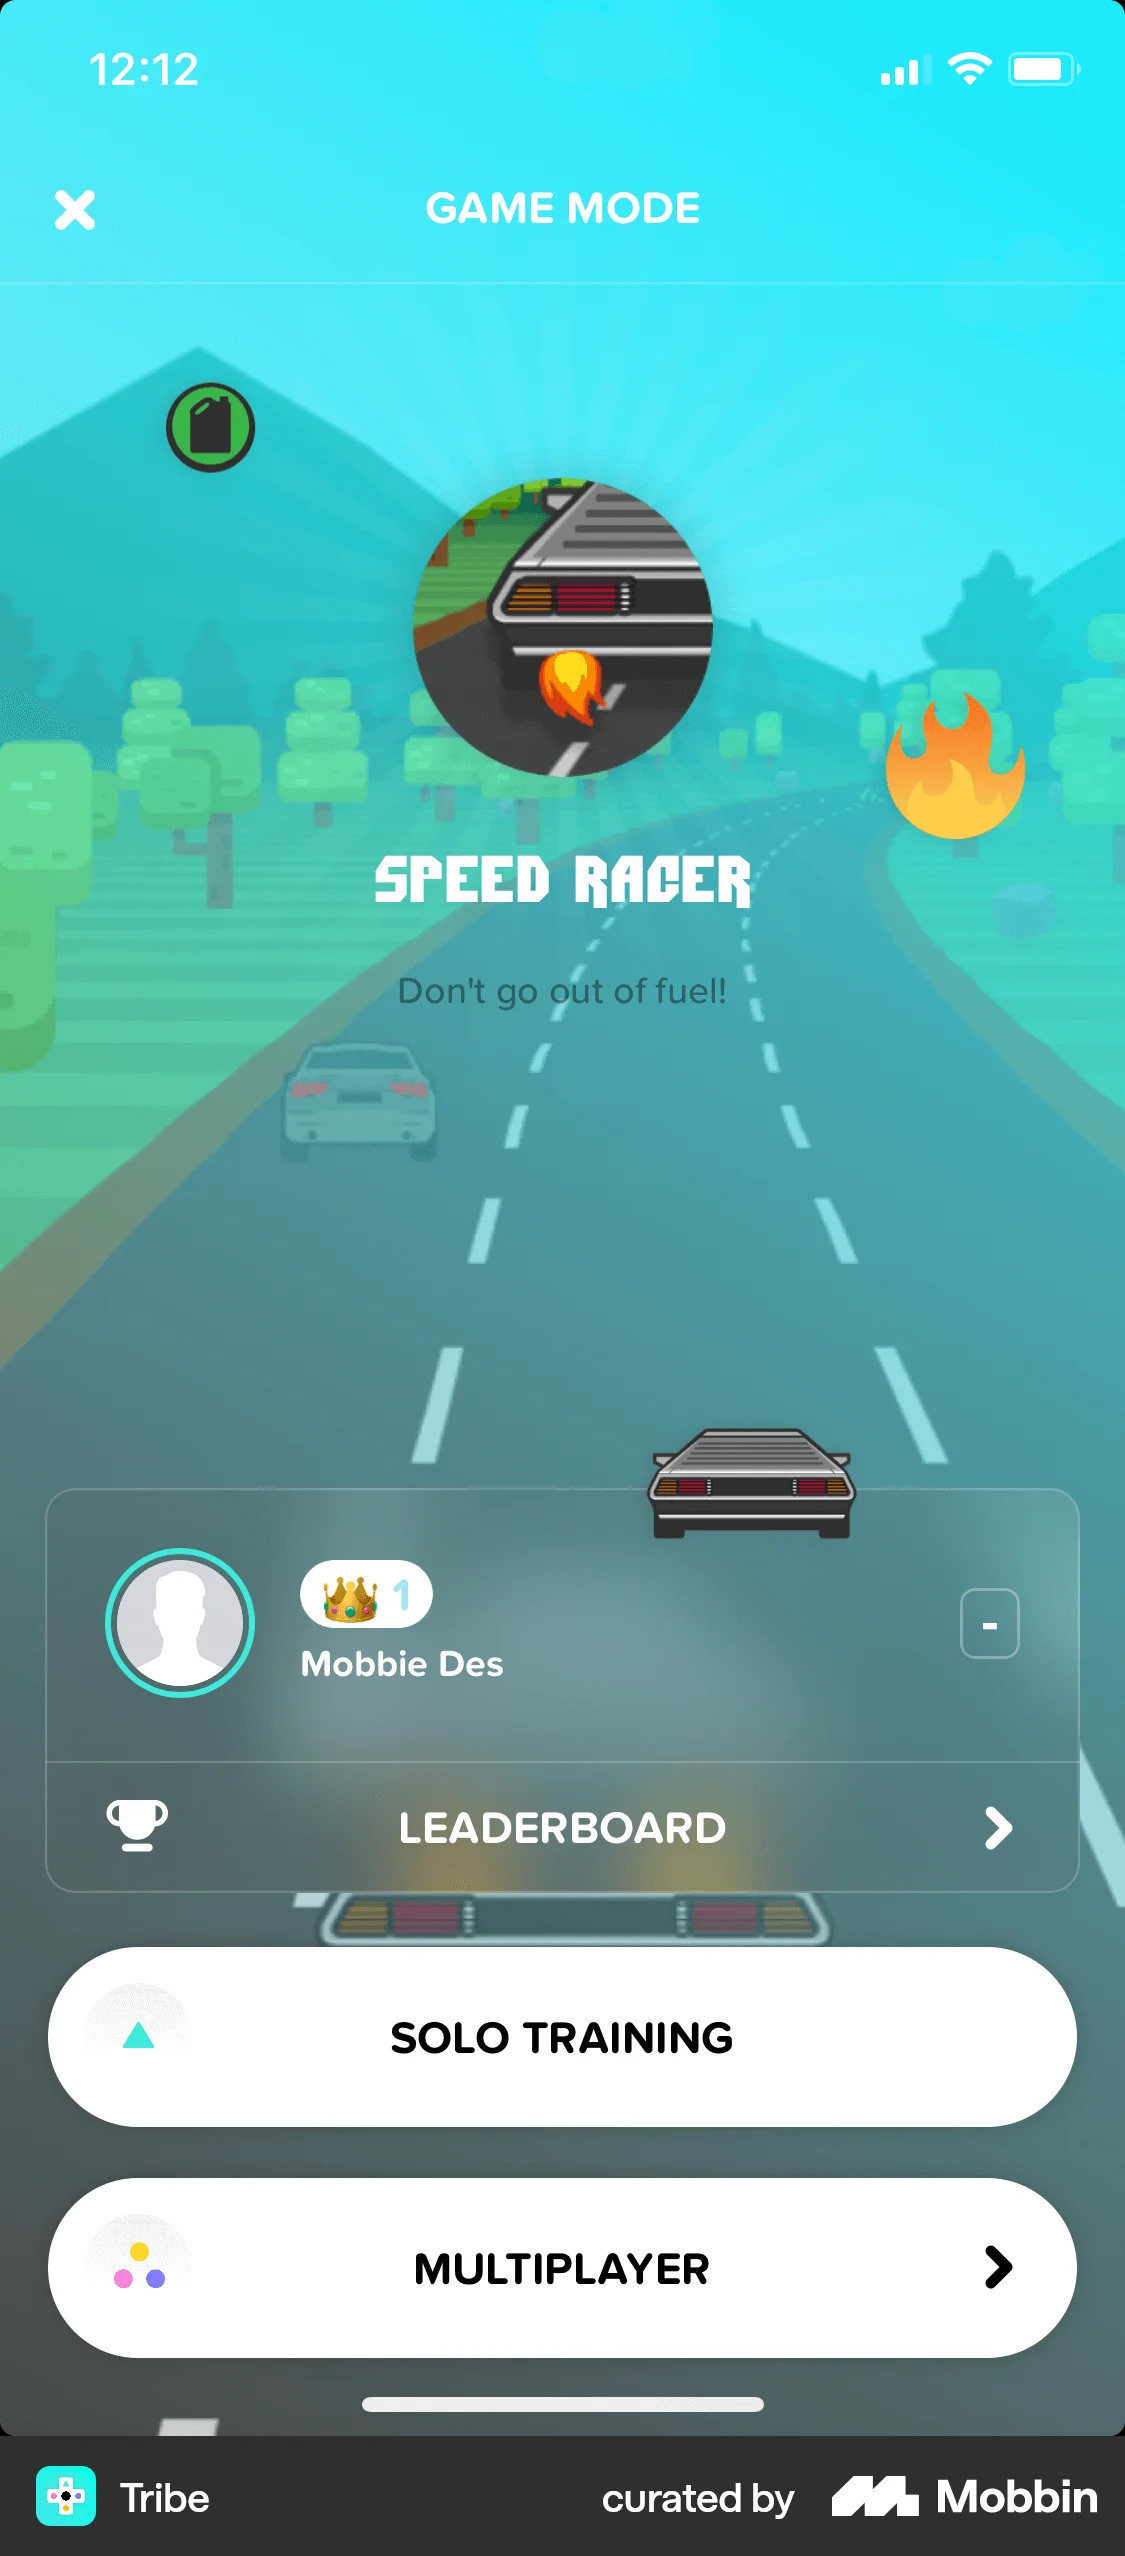 12:12
GAME MODE
SPEED RACER
Don't go out of fuel!
1
Mobbie Des
-
LEADERBOARD
SOLO TRAINING
MULTIPLAYER
Tribe
curated by Mobbin